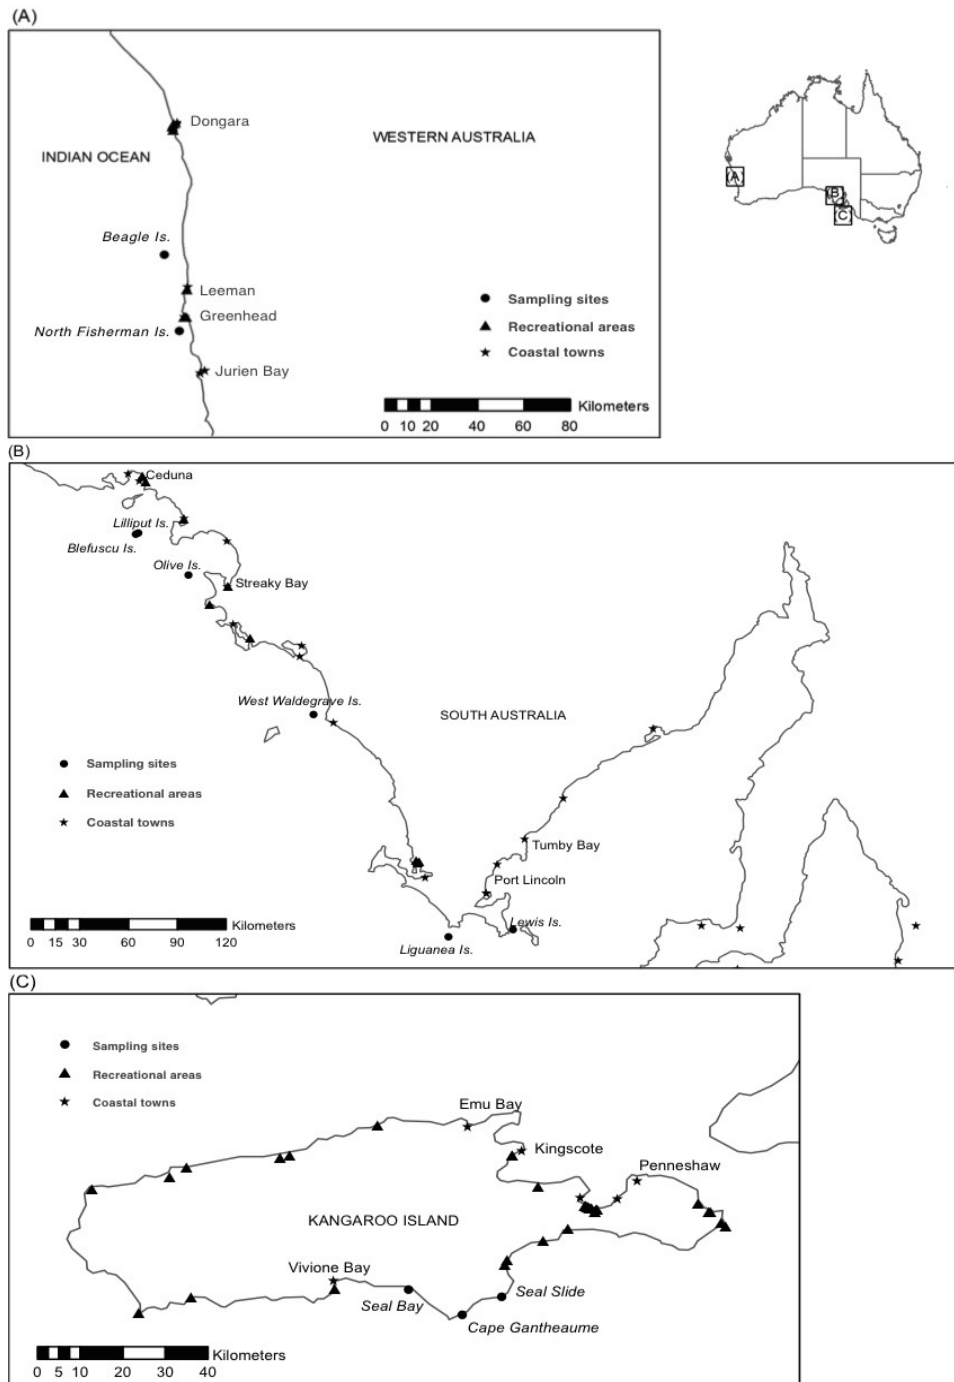 (A)
Dongara
WESTERN AUSTRALIA
INDIAN OCEAN
Beagle Is.
Leeman
Greenhead
North Fisherman Is.
Jurien Bay
Sampling sites
Recreational areas
Coastal towns
Kilometers
0 10 20 40 60 80
A
B
C
(B)
Ceduna
Lilliput Is.
Blefuscu Is.
Olive Is.
Streaky Bay
West Waldegrave Is.
SOUTH AUSTRALIA
Sampling sites
Recreational areas
Coastal towns
Tumby Bay
Port Lincoln
Lewis Is.
Liguanea Is.
Kilometers
0 15 30 60 90 120
(C)
Sampling sites
Recreational areas
Coastal towns
Emu Bay
Kingscote
Penneshaw
KANGAROO ISLAND
Vivione Bay
Seal Bay
Seal Slide
Cape Gantheaume
Kilometers
0 5 10 20 30 40